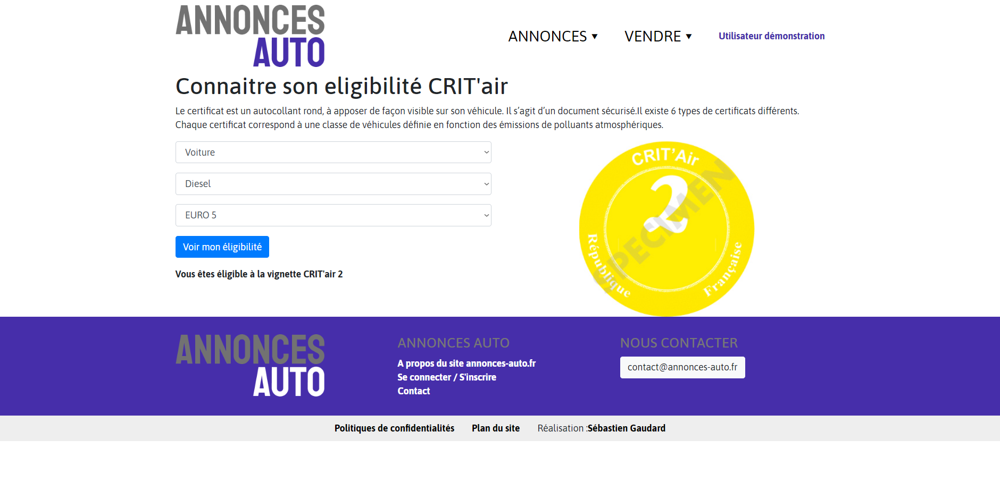 ANNONCES
AUTO
ANNONCES ▼
VENDRE ▼
Utilisateur démonstration
Connaitre son eligibilité CRIT'air
Le certificat est un autocollant rond, à apposer de façon visible sur son véhicule. Il s’agit d’un document sécurisé.Il existe 6 types de certificats différents.
Chaque certificat correspond à une classe de véhicules définie en fonction des émissions de polluants atmosphériques.
Voiture
Diesel
EURO 5
Voir mon éligibilité
Vous êtes éligible à la vignette CRIT'air 2
CRIT’Air
2
SPECIMEN
République
Française
ANNONCES
AUTO
ANNONCES AUTO
A propos du site annonces-auto.fr
Se connecter / S'inscrire
Contact
NOUS CONTACTER
contact@annonces-auto.fr
Politiques de confidentialités
Plan du site
Réalisation :Sébastien Gaudard